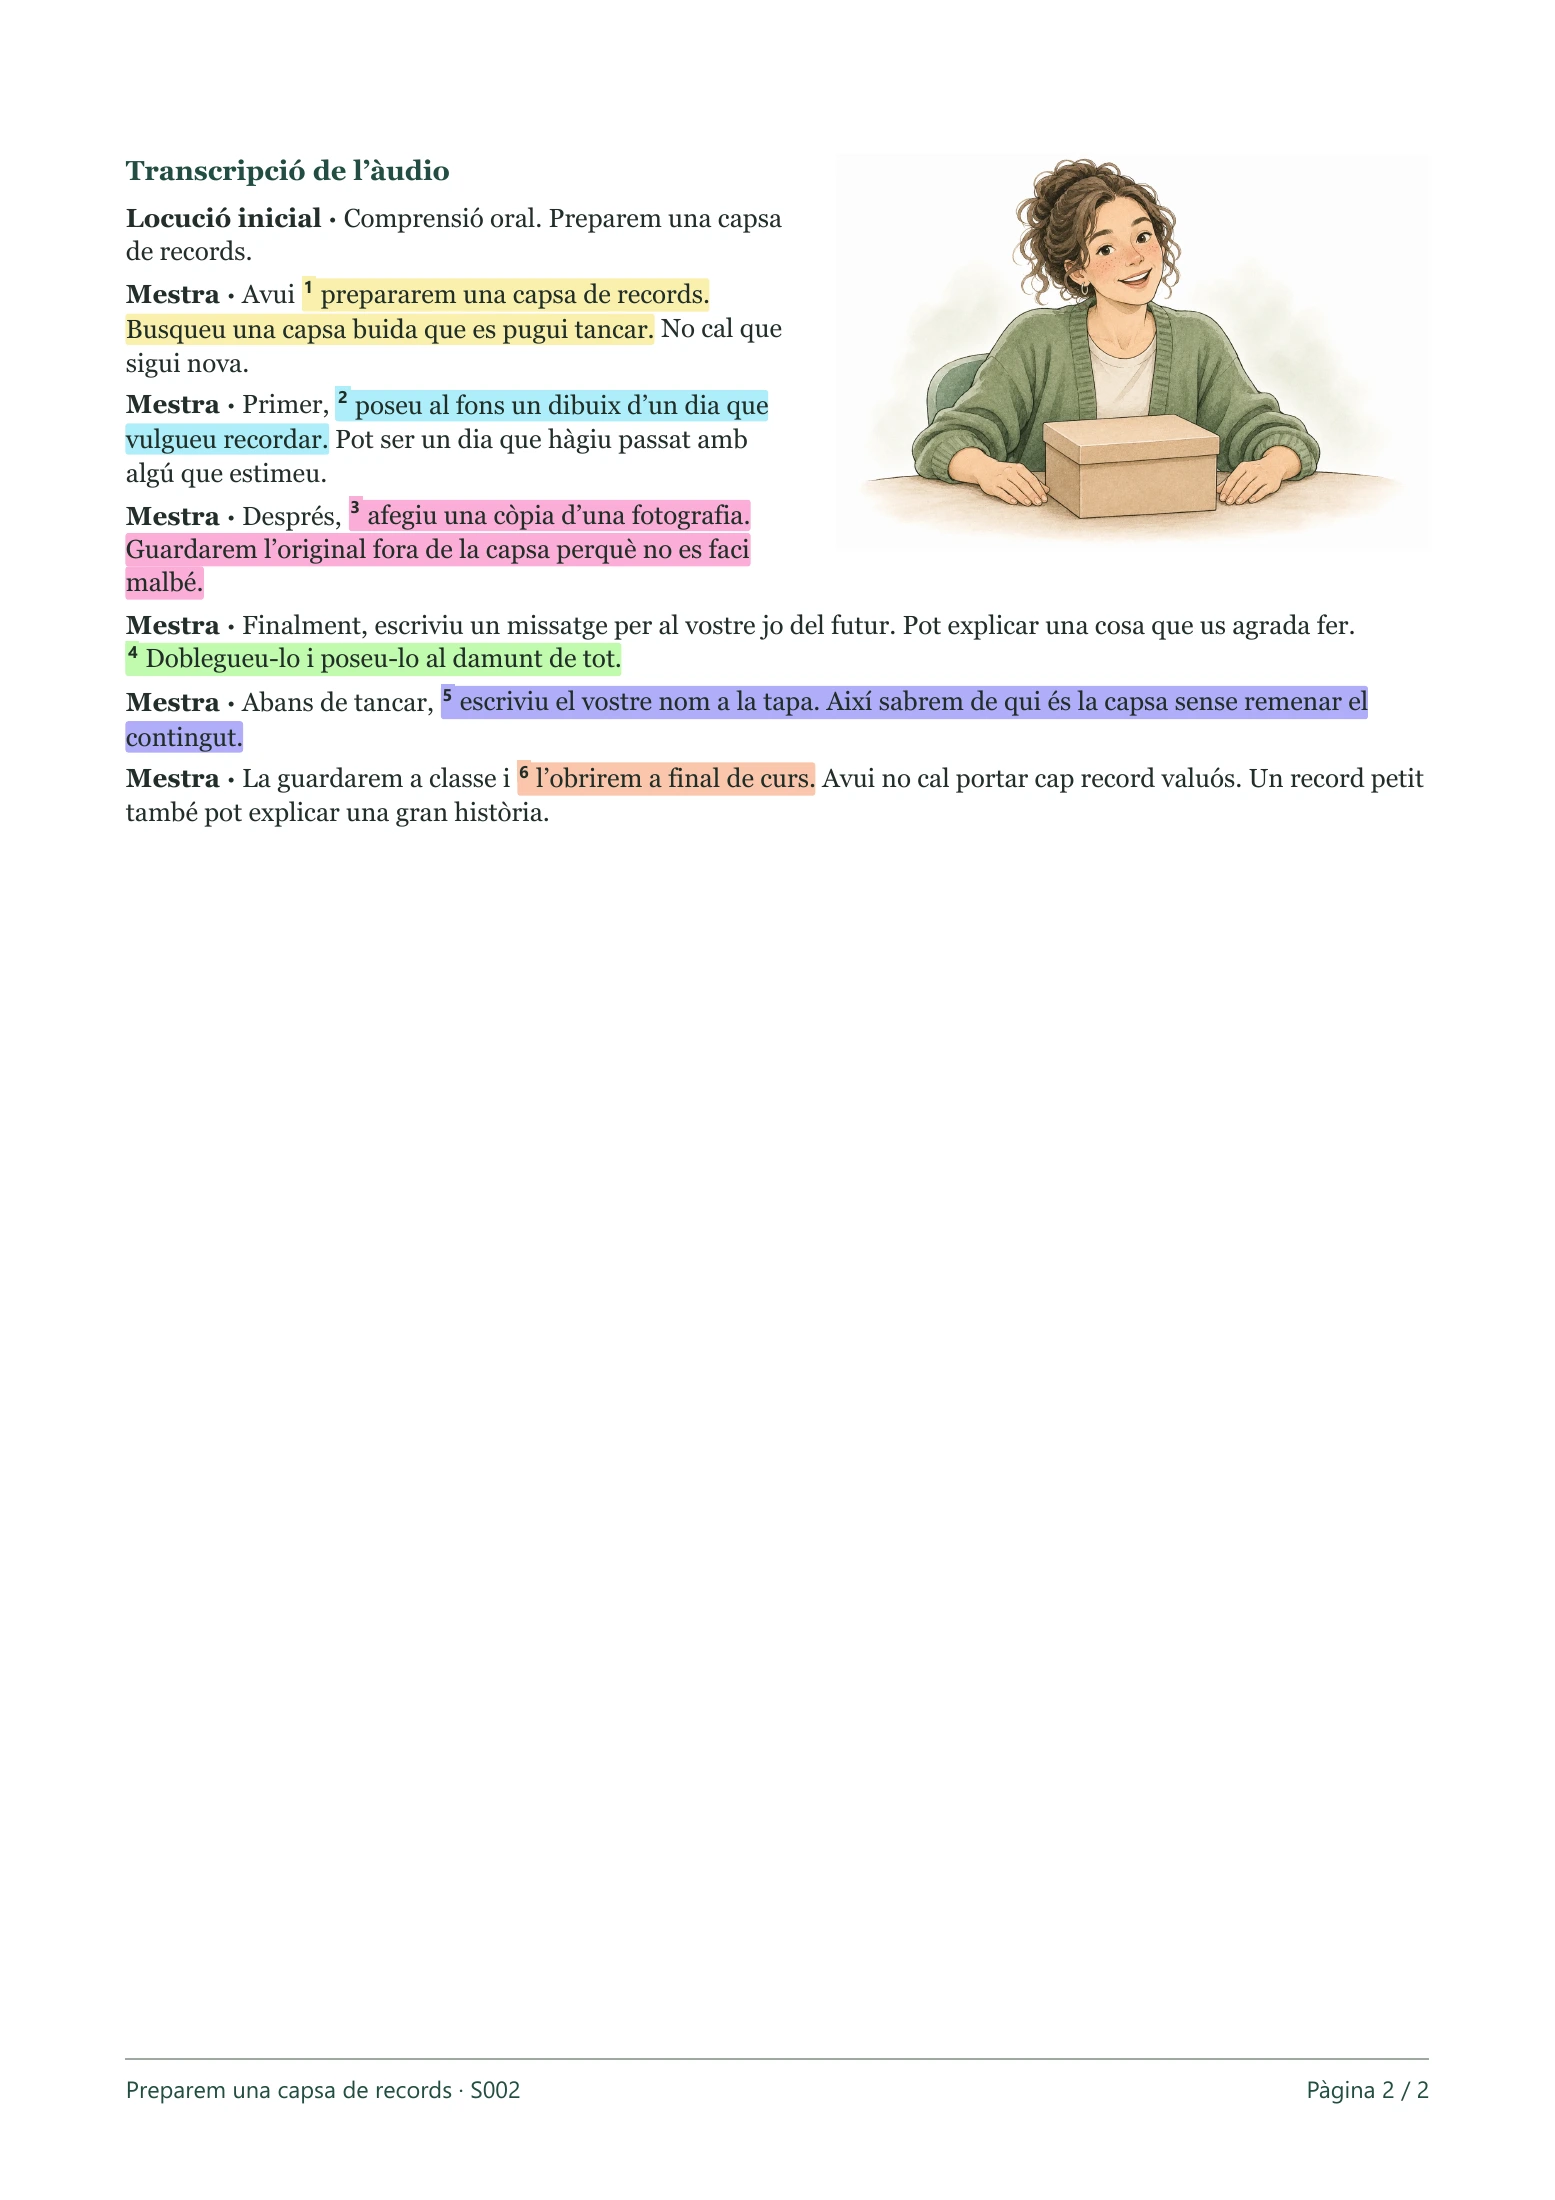 Transcripció de l’àudio
Locució inicial • Comprensió oral. Preparem una capsa
de records.
Mestra • Avui ¹ prepararem una capsa de records.
Busqueu una capsa buida que es pugui tancar. No cal que
sigui nova.
Mestra • Primer, ² poseu al fons un dibuix d’un dia que
vulgueu recordar. Pot ser un dia que hàgiu passat amb
algú que estimeu.
Mestra • Després, ³ afegiu una còpia d’una fotografia.
Guardarem l’original fora de la capsa perquè no es faci
malbé.
Mestra • Finalment, escriviu un missatge per al vostre jo del futur. Pot explicar una cosa que us agrada fer.
⁴ Doblegueu-lo i poseu-lo al damunt de tot.
Mestra • Abans de tancar, ⁵ escriviu el vostre nom a la tapa. Així sabrem de qui és la capsa sense remenar el
contingut.
Mestra • La guardarem a classe i ⁶ l’obrirem a final de curs. Avui no cal portar cap record valuós. Un record petit
també pot explicar una gran història.
Preparem una capsa de records · S002
Pàgina 2 / 2